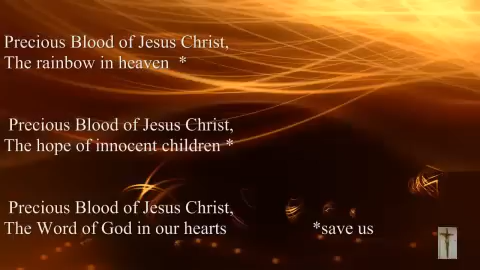 Precious Blood of Jesus Christ,
The rainbow in heaven *
Precious Blood of Jesus Christ,
The hope of innocent children *
Precious Blood of Jesus Christ,
The Word of God in our hearts *save us